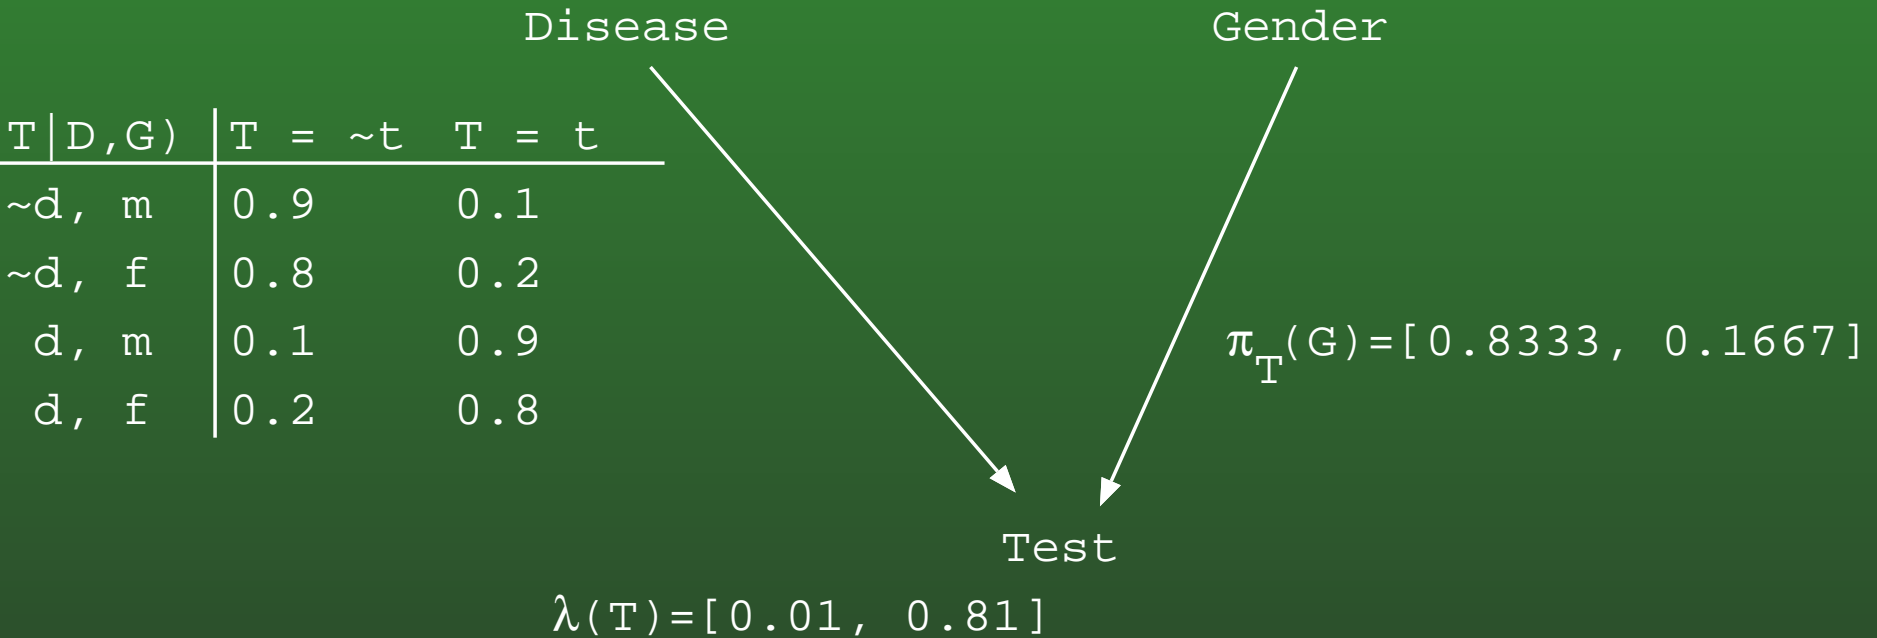 Disease Gender
T|D,G) T = ~t T = t
~d, m 0.9 0.1
~d, f 0.8 0.2
d, m 0.1 0.9
π_T(G)=[0.8333, 0.1667]
d, f 0.2 0.8
Test
λ(T)=[0.01, 0.81]